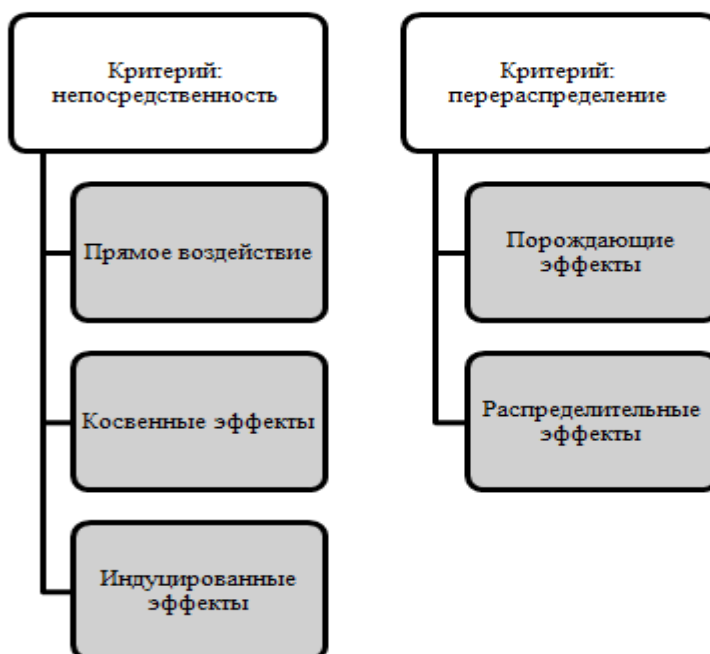 Критерий:
непосредственность
Прямое воздействие
Косвенные эффекты
Индуцированные
эффекты
Критерий:
перераспределение
Порождающие
эффекты
Распределительные
эффекты